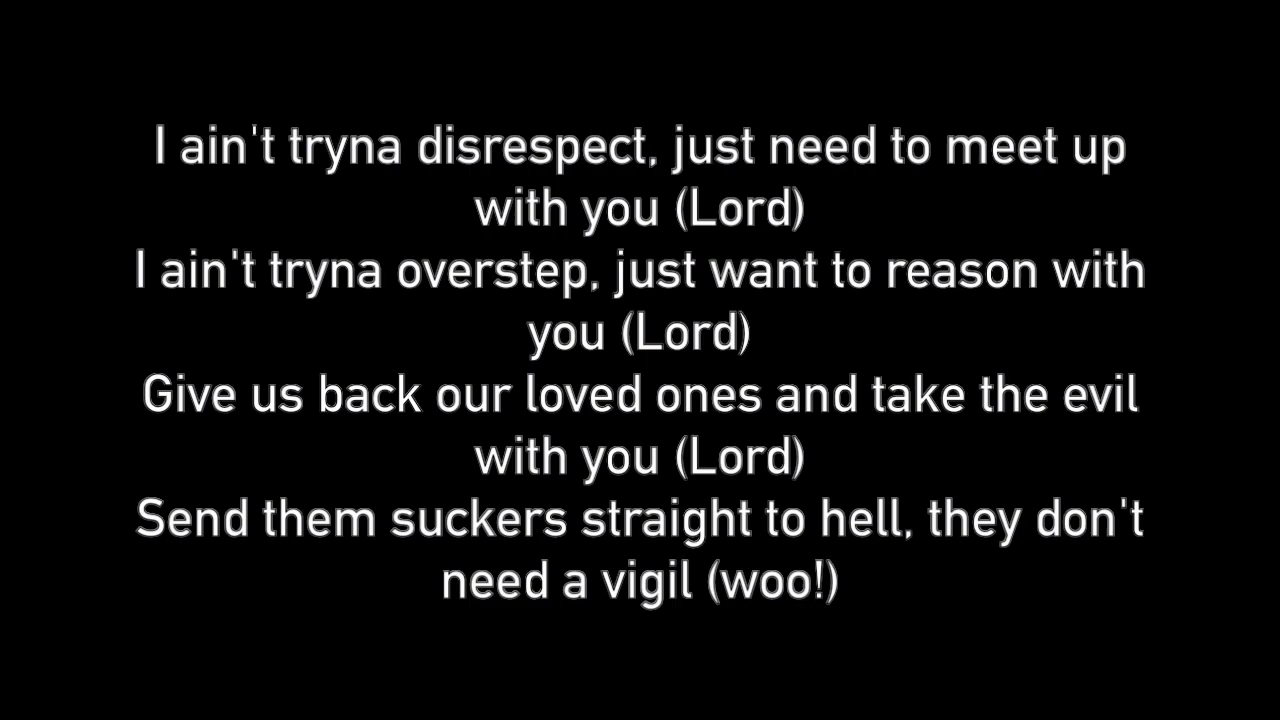 I ain't tryna disrespect, just need to meet up
with you (Lord)
I ain't tryna overstep, just want to reason with
you (Lord)
Give us back our loved ones and take the evil
with you (Lord)
Send them suckers straight to hell, they don't
need a vigil (woo!)